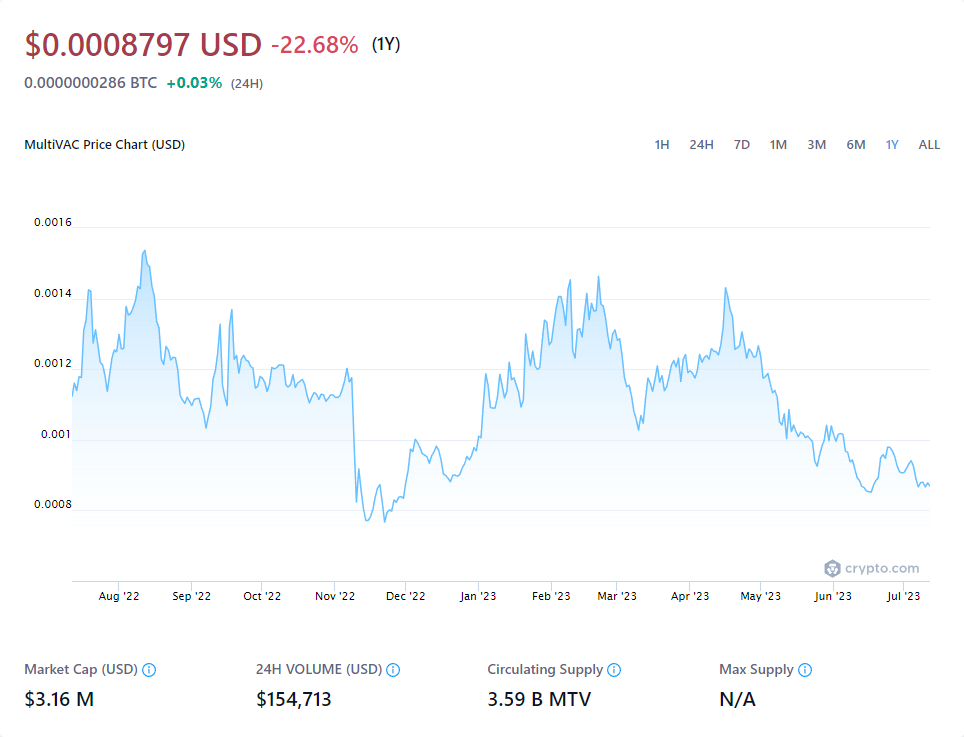 $0.0008797 USD -22.68% (1Y)
0.0000000286 BTC +0.03% (24H)
MultiVAC Price Chart (USD) 1H 24H 7D 1M 3M 6M 1Y ALL
0.0016
0.0014
0.0012
0.001
0.0008
crypto.com
Aug '22 Sep '22 Oct '22 Nov '22 Dec '22 Jan '23 Feb '23 Mar '23 Apr '23 May '23 Jun '23 Jul '23
Market Cap (USD) 24H VOLUME (USD) Circulating Supply Max Supply
$3.16 M $154,713 3.59 B MTV N/A